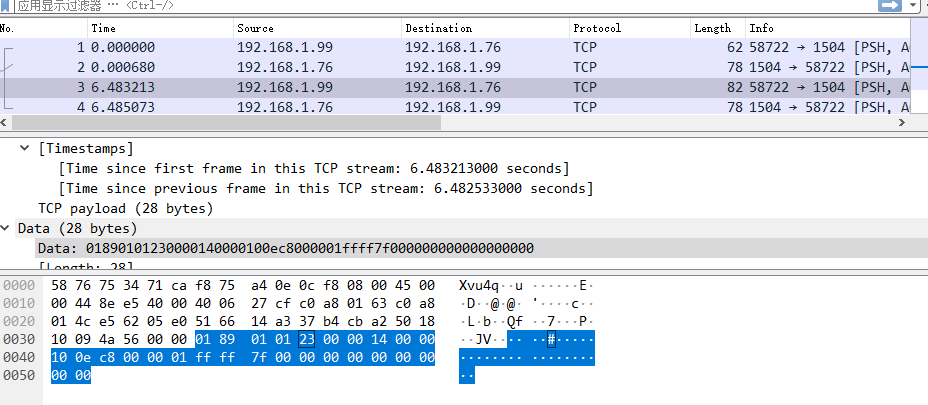 应用显示过滤器 … <Ctrl-/>
No. Time Source Destination Protocol Length Info
1 0.000000 192.168.1.99 192.168.1.76 TCP 62 58722 → 1504 [PSH, A
2 0.000680 192.168.1.76 192.168.1.99 TCP 78 1504 → 58722 [PSH, A
3 6.483213 192.168.1.99 192.168.1.76 TCP 82 58722 → 1504 [PSH, A
4 6.485073 192.168.1.76 192.168.1.99 TCP 78 1504 → 58722 [PSH, A
[Timestamps]
[Time since first frame in this TCP stream: 6.483213000 seconds]
[Time since previous frame in this TCP stream: 6.482533000 seconds]
TCP payload (28 bytes)
Data (28 bytes)
Data: 01890101230000140000100ec8000001ffff7f000000000000000000
[Length: 28]
0000 58 76 75 34 71 ca f8 75 a4 0e 0c f8 08 00 45 00 Xvu4q··u ······E·
0010 00 44 8e e5 40 00 40 06 27 cf c0 a8 01 63 c0 a8 ·D··@·@· '····c··
0020 01 4c e5 62 05 e0 51 66 14 a3 37 b4 cb a2 50 18 ·L·b··Qf ··7···P·
0030 10 09 4a 56 00 00 01 89 01 01 23 00 00 14 00 00 ··JV···· ··#·····
0040 10 0e c8 00 00 01 ff ff 7f 00 00 00 00 00 00 00 ········ ········
0050 00 00 ··